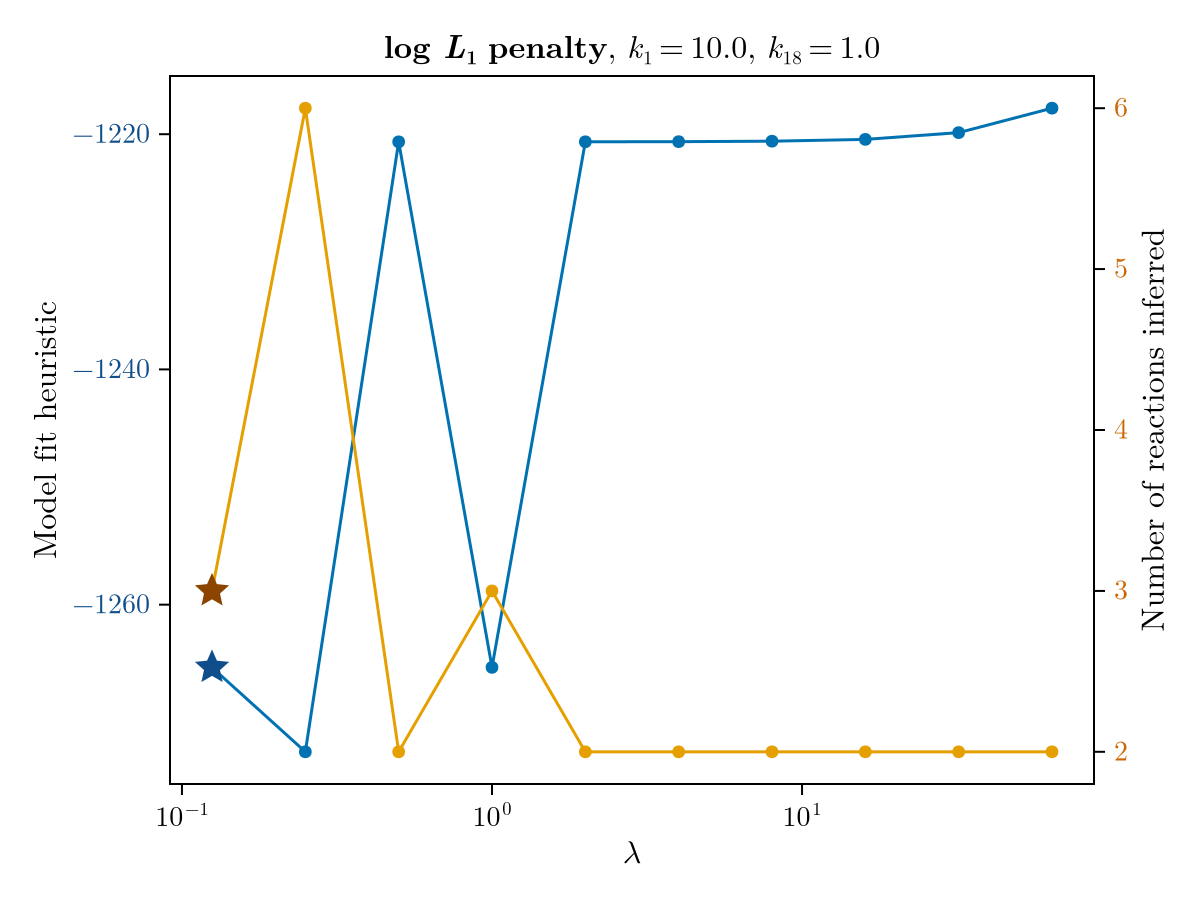 log L₁ penalty, k₁ = 10.0, k₁₈ = 1.0
Model fit heuristic
−1220
−1240
−1260
6
5
4
3
2
Number of reactions inferred
10⁻¹
10⁰
10¹
λ